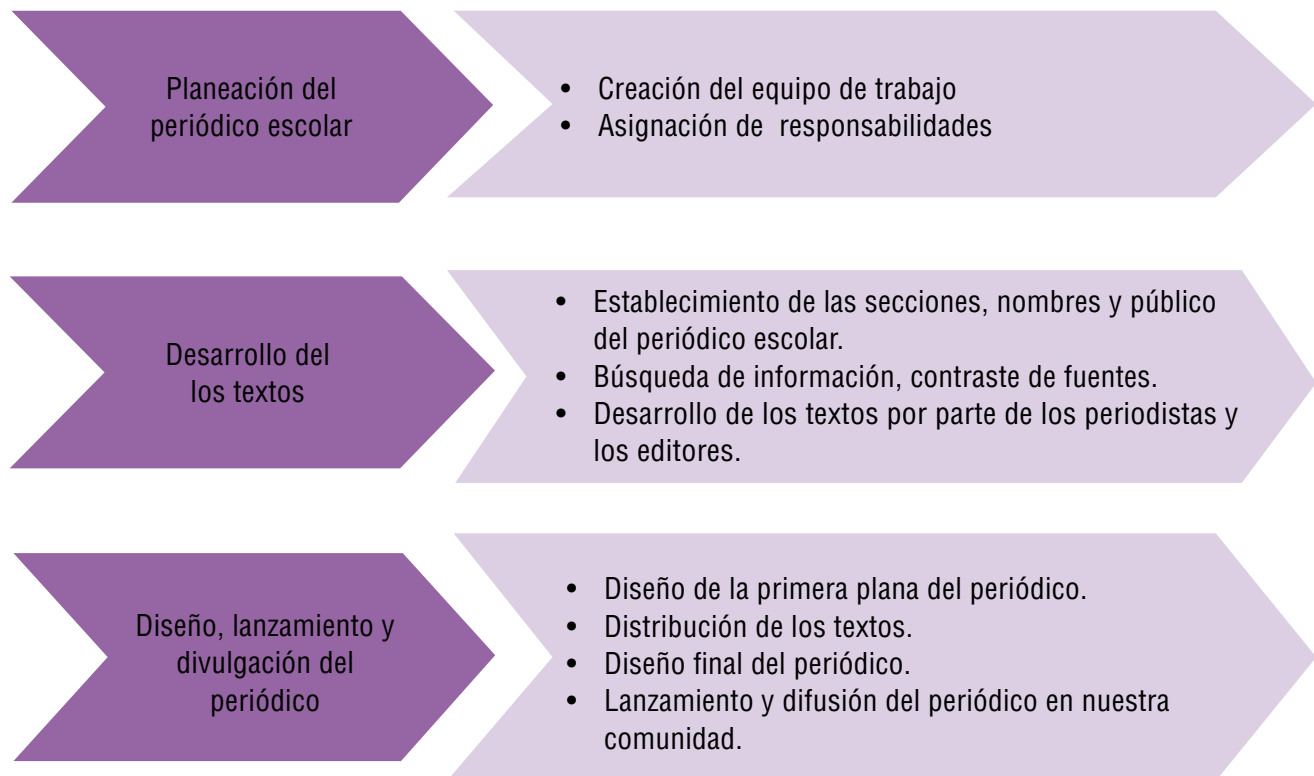 Planeación del
periódico escolar
• Creación del equipo de trabajo
• Asignación de  responsabilidades
Desarrollo del
los textos
• Establecimiento de las secciones, nombres y público
del periódico escolar.
• Búsqueda de información, contraste de fuentes.
• Desarrollo de los textos por parte de los periodistas y
los editores.
Diseño, lanzamiento y
divulgación del
periódico
• Diseño de la primera plana del periódico.
• Distribución de los textos.
• Diseño final del periódico.
• Lanzamiento y difusión del periódico en nuestra
comunidad.